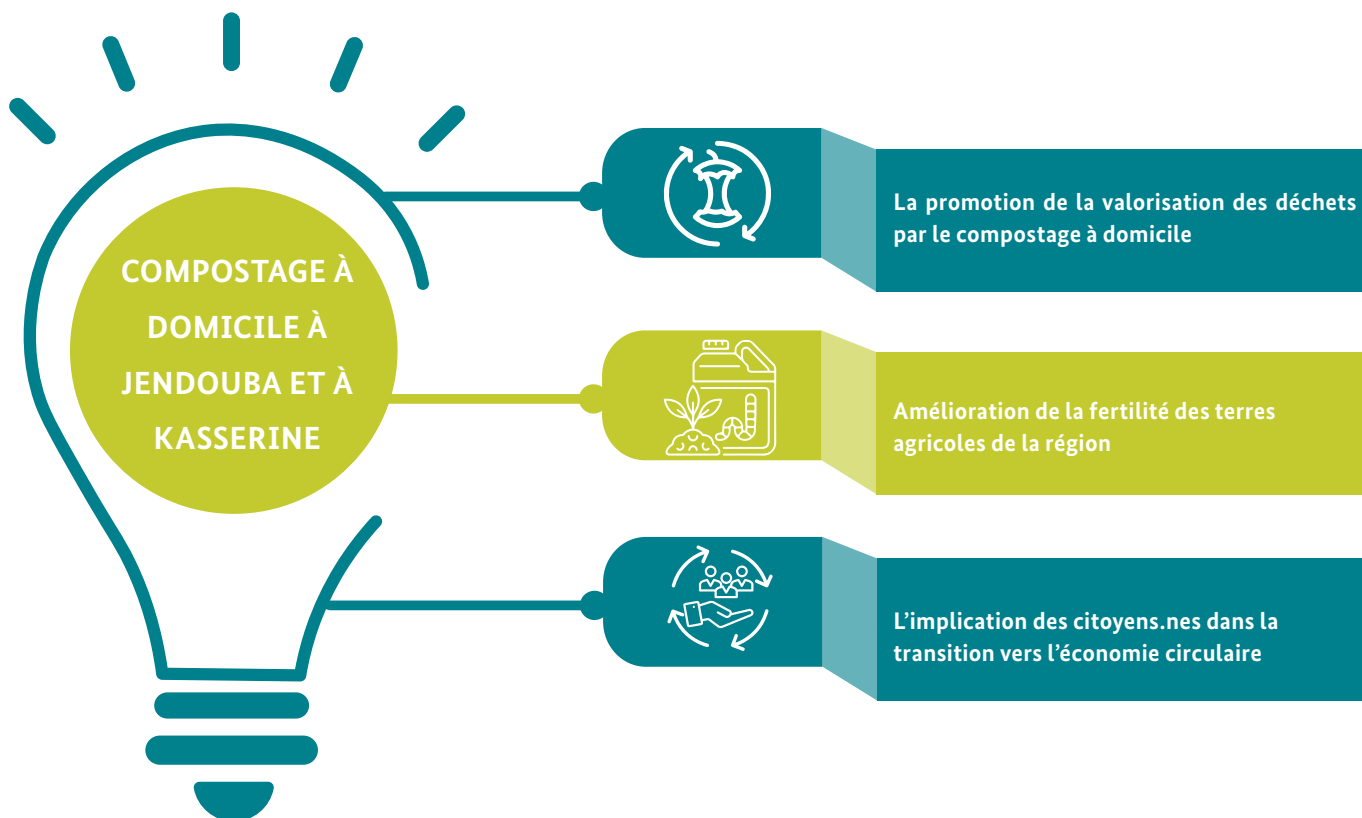 COMPOSTAGE À
DOMICILE À
JENDOUBA ET À
KASSERINE
La promotion de la valorisation des déchets
par le compostage à domicile
Amélioration de la fertilité des terres
agricoles de la région
L’implication des citoyens.nes dans la
transition vers l’économie circulaire